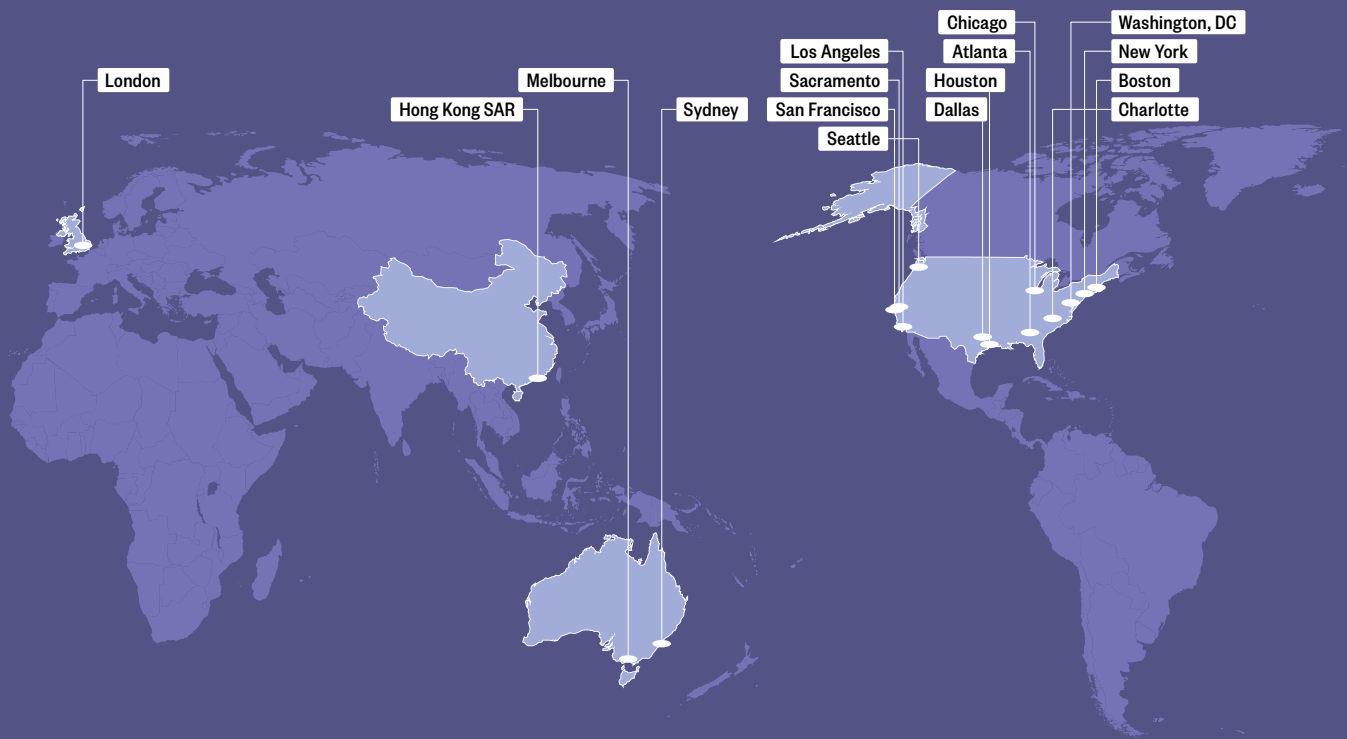 London
Melbourne
Hong Kong SAR
Sydney
Chicago
Los Angeles
Atlanta
Sacramento
Houston
San Francisco
Dallas
Seattle
Washington, DC
New York
Boston
Charlotte